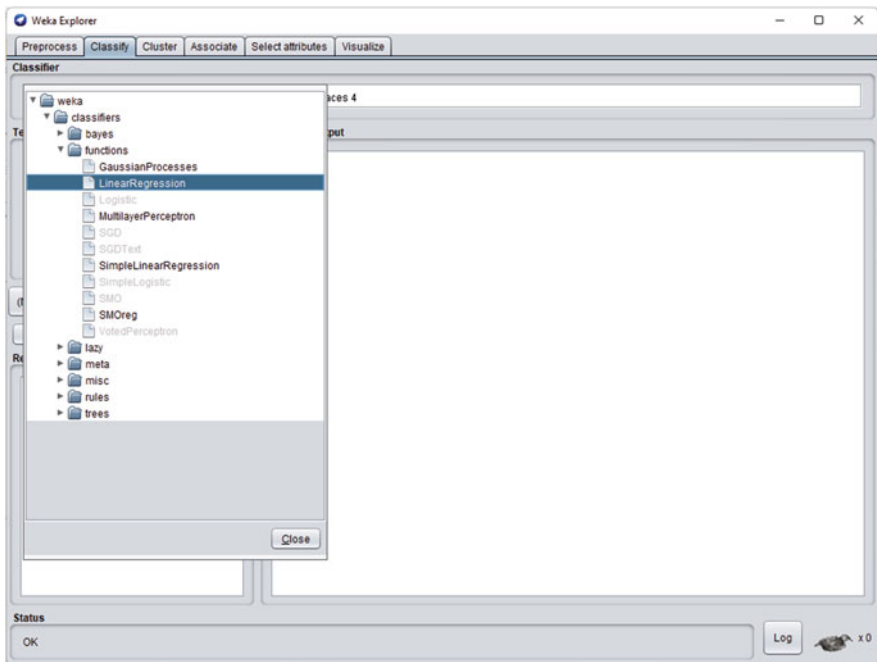 Weka Explorer
Preprocess Classify Cluster Associate Select attributes Visualize
Classifier
aces 4
weka
classifiers
bayes
functions
GaussianProcesses
LinearRegression
Logistic
MultilayerPerceptron
SGD
SGDText
SimpleLinearRegression
SimpleLogistic
SMO
SMOreg
VotedPerceptron
lazy
meta
misc
rules
trees
Close
Te
put
Re
Status
OK
Log
x 0